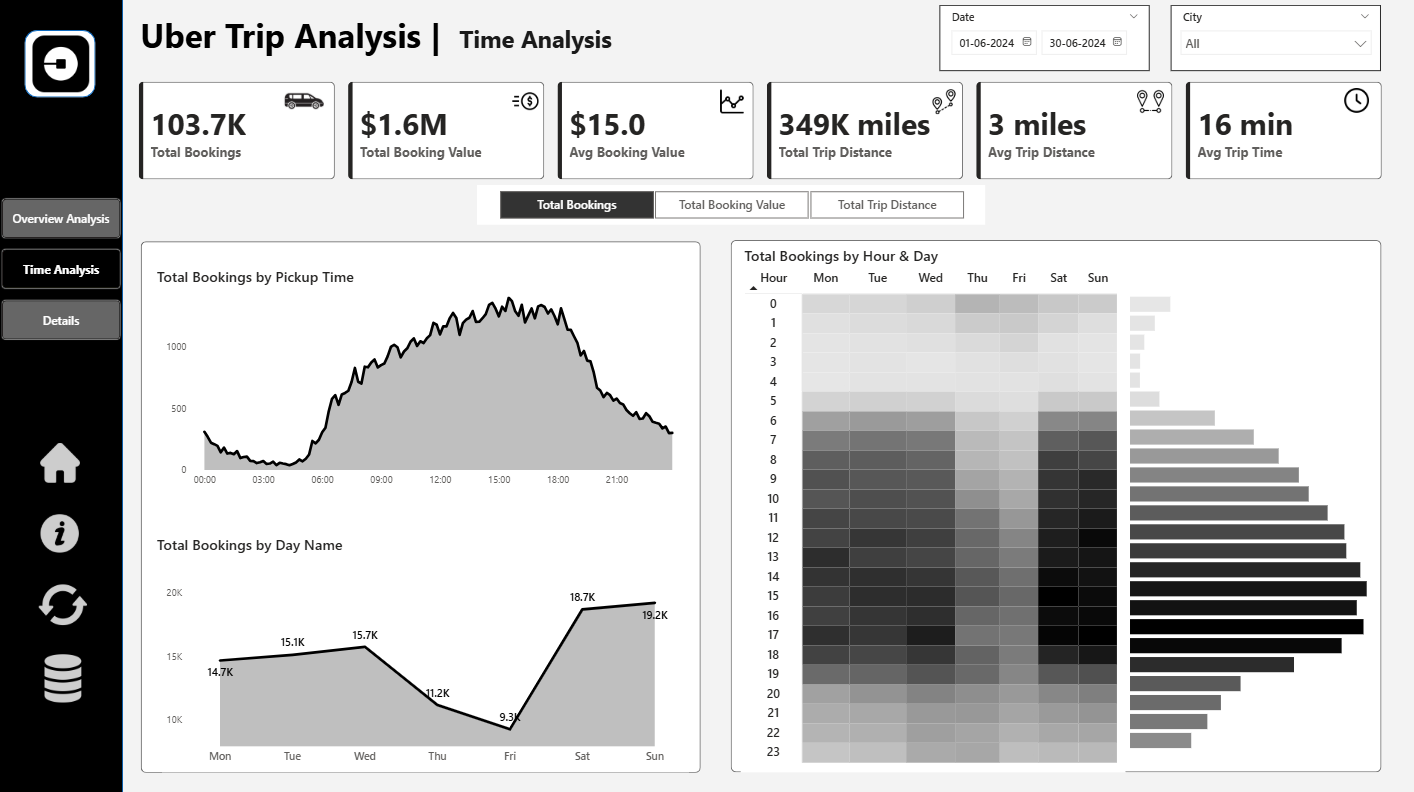 Uber Trip Analysis | Time Analysis
Date
01-06-2024 30-06-2024
City
All
103.7K
Total Bookings
$1.6M
Total Booking Value
$15.0
Avg Booking Value
349K miles
Total Trip Distance
3 miles
Avg Trip Distance
16 min
Avg Trip Time
Overview Analysis
Time Analysis
Details
Total Bookings Total Booking Value Total Trip Distance
Total Bookings by Pickup Time
1000
500
0
00:00 03:00 06:00 09:00 12:00 15:00 18:00 21:00
Total Bookings by Day Name
20K
15K
10K
14.7K 15.1K 15.7K 11.2K 9.3K 18.7K 19.2K
Mon Tue Wed Thu Fri Sat Sun
Total Bookings by Hour & Day
Hour Mon Tue Wed Thu Fri Sat Sun
0
1
2
3
4
5
6
7
8
9
10
11
12
13
14
15
16
17
18
19
20
21
22
23